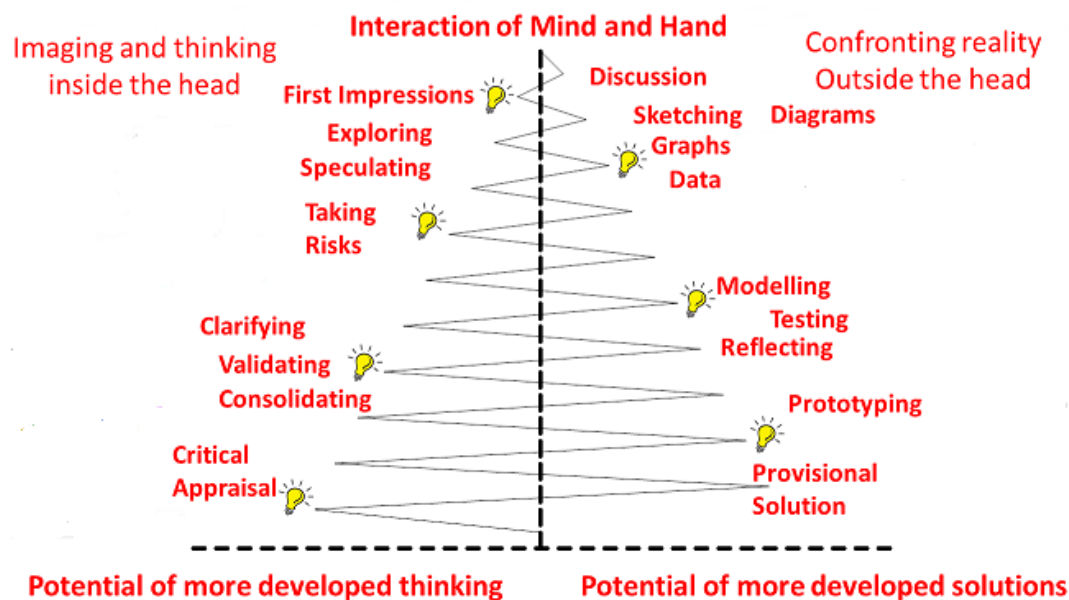 Interaction of Mind and Hand
Imaging and thinking
inside the head
Confronting reality
Outside the head
Discussion
First Impressions
Sketching Diagrams
Exploring
Graphs
Speculating
Data
Taking
Risks
Modelling
Testing
Clarifying
Reflecting
Validating
Consolidating
Prototyping
Critical
Appraisal
Provisional
Solution
Potential of more developed thinking
Potential of more developed solutions